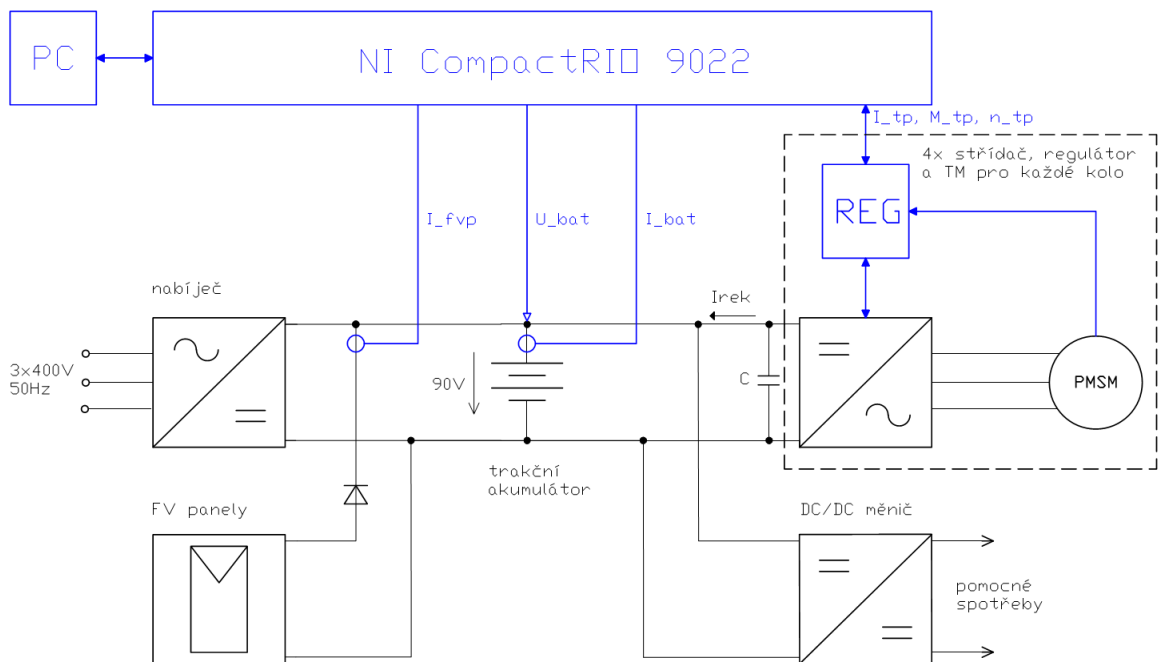 PC
NI CompactRIO 9022
I_tp, M_tp, n_tp
4x střídač, regulátor
a TM pro každé kolo
REG
I_fvp
U_bat
I_bat
nabíječ
Irek
3x400V
50Hz
90V
C
PMSM
trakční
akumulátor
FV panely
DC/DC měnič
pomocné
spotřeby